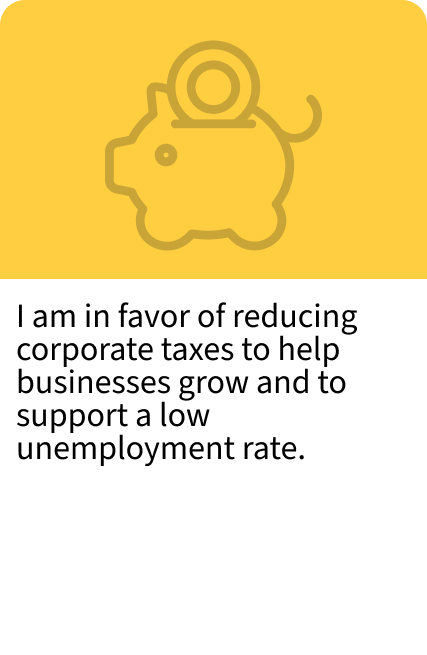 I am in favor of reducing
corporate taxes to help
businesses grow and to
support a low
unemployment rate.